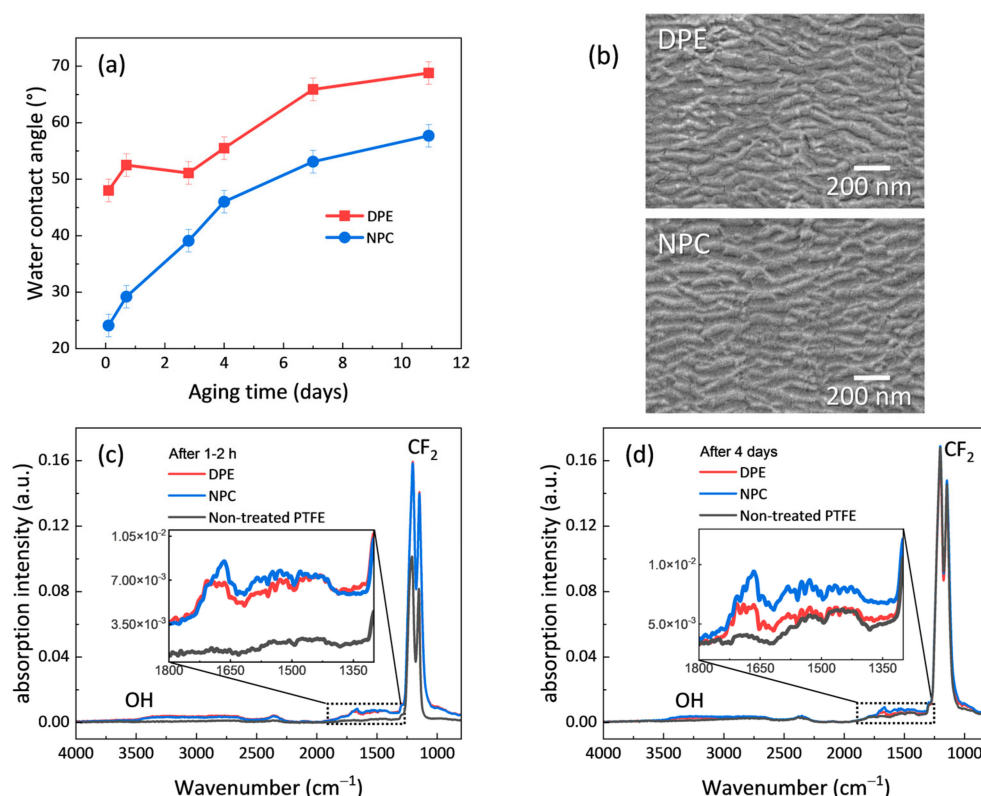 (a)
Water contact angle (°)
70
60
50
40
30
20
DPE
NPC
0
2
4
6
8
10
12
Aging time (days)
(b)
DPE
200 nm
NPC
200 nm
(c)
After 1-2 h
DPE
NPC
Non-treated PTFE
CF₂
absorption intensity (a.u.)
0.16
0.12
0.08
0.04
0.00
1.05×10⁻²
7.00×10⁻³
3.50×10⁻³
1800 1650 1500 1350
OH
4000 3500 3000 2500 2000 1500 1000
Wavenumber (cm⁻¹)
(d)
After 4 days
DPE
NPC
Non-treated PTFE
CF₂
absorption intensity (a.u.)
0.16
0.12
0.08
0.04
0.00
1.0×10⁻²
5.0×10⁻³
1800 1650 1500 1350
OH
4000 3500 3000 2500 2000 1500 1000
Wavenumber (cm⁻¹)